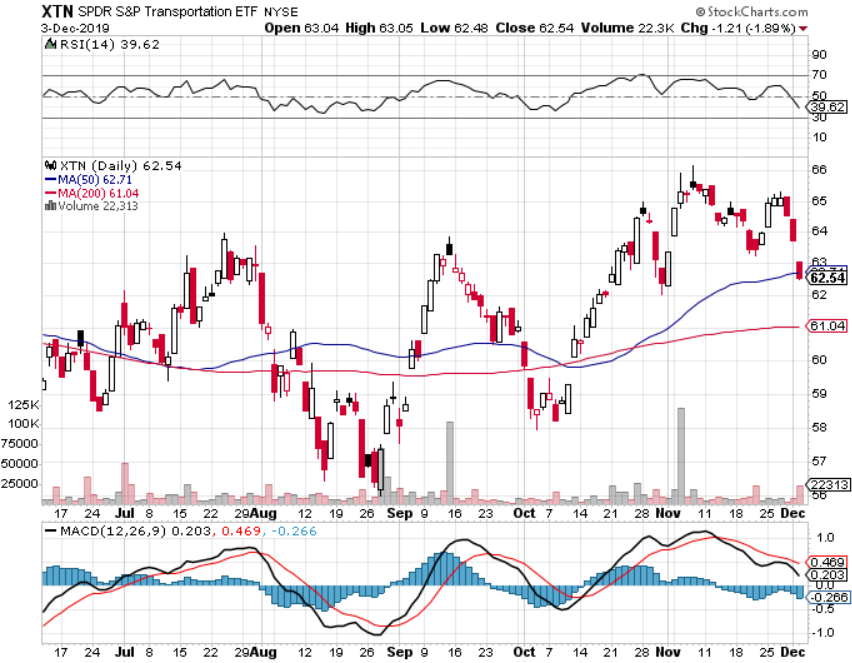 XTN SPDR S&P Transportation ETF NYSE
© StockCharts.com
3-Dec-2019
Open 63.04 High 63.05 Low 62.48 Close 62.54 Volume 22.3K Chg -1.21 (-1.89%)
RSI(14) 39.62
90
70
50
39.62
30
10
XTN (Daily) 62.54
MA(50) 62.71
MA(200) 61.04
Volume 22,313
66
65
64
63
62.54
62
61.04
60
59
58
57
56
125K
100K
75000
50000
25000
22313
17 24 Jul 8 15 22 29 Aug 12 19 26 Sep 9 16 23 Oct 7 14 21 28 Nov 11 18 25 Dec
MACD(12,26,9) 0.203, 0.469, -0.266
1.0
0.469
0.203
0.0
-0.266
-0.5
-1.0
17 24 Jul 8 15 22 29 Aug 12 19 26 Sep 9 16 23 Oct 7 14 21 28 Nov 11 18 25 Dec